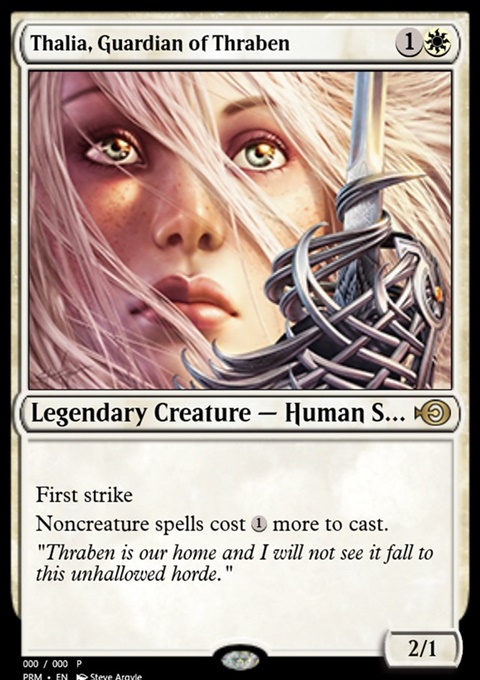 Thalia, Guardian of Thraben
1
Legendary Creature — Human S...
First strike
Noncreature spells cost 1 more to cast.
"Thraben is our home and I will not see it fall to
this unhallowed horde."
2/1
000 / 000 P
PRM • EN Steve Argyle